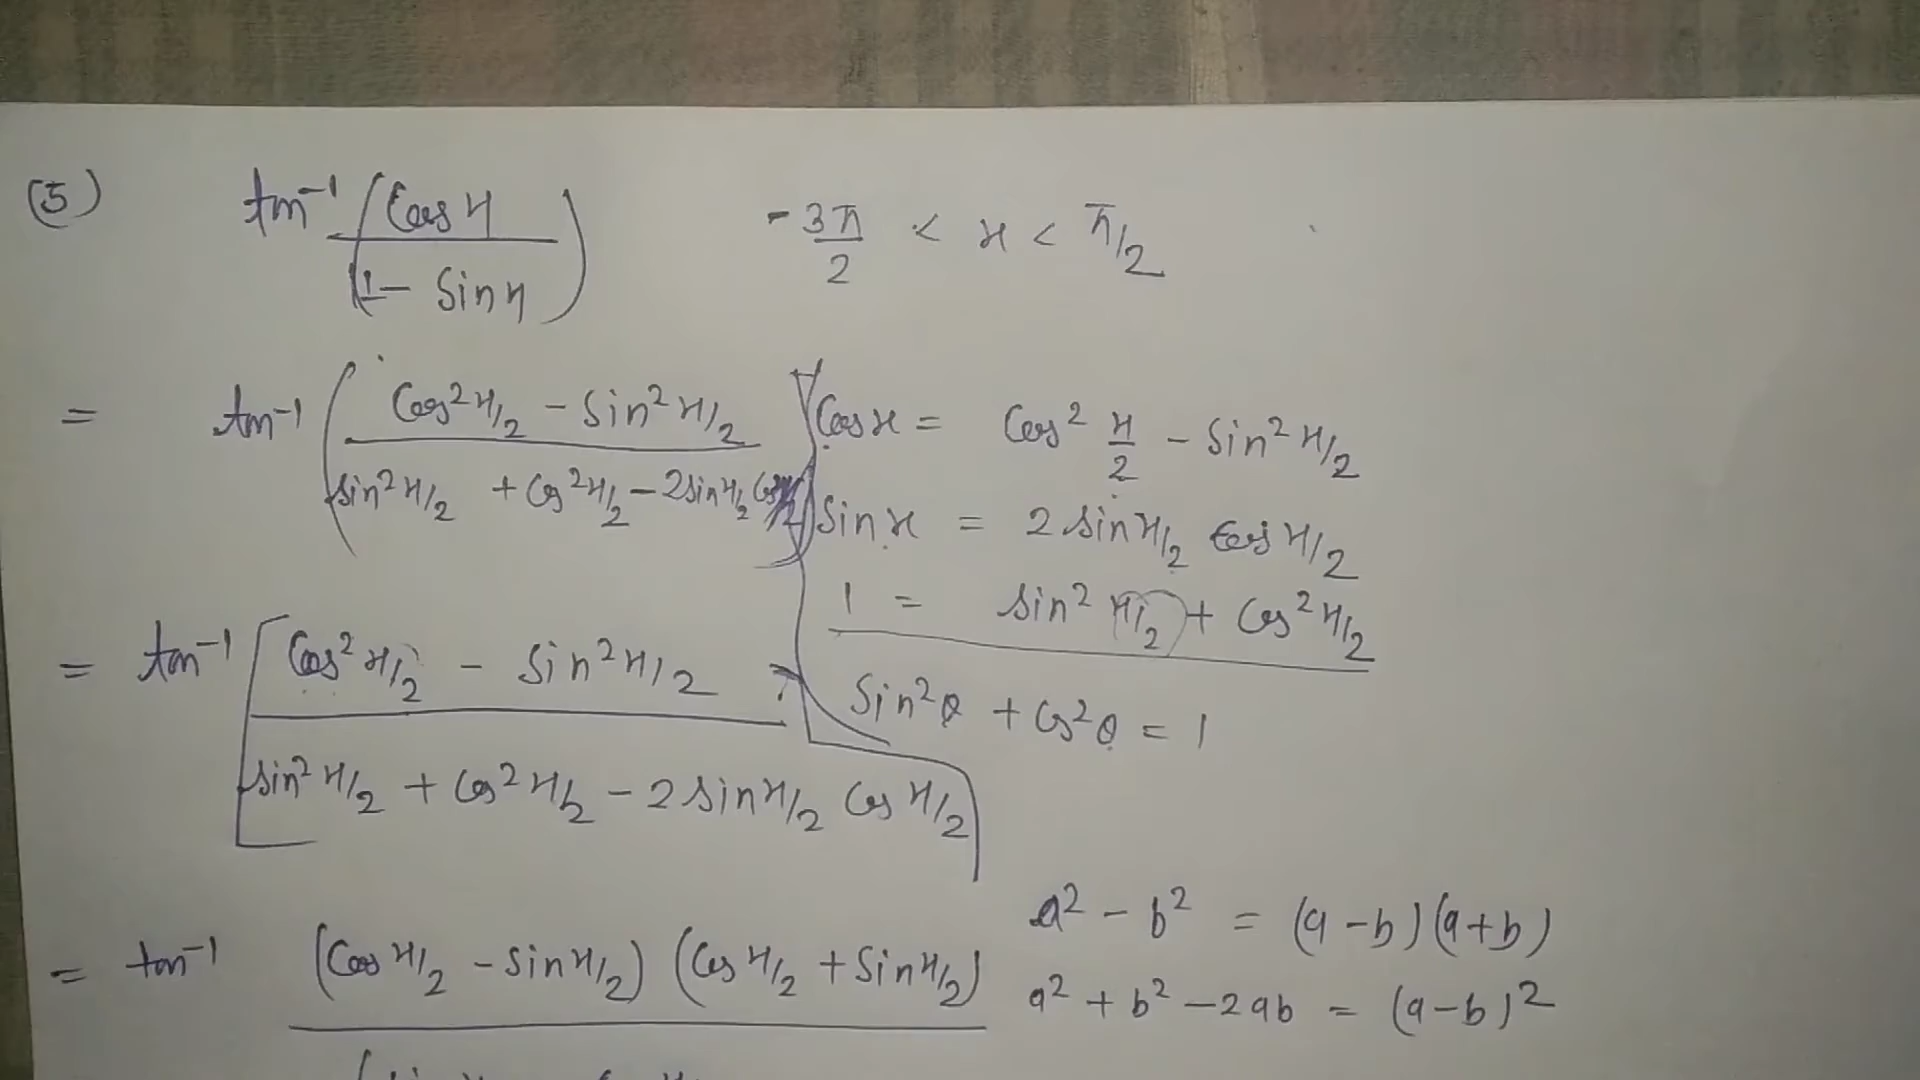 (5) tan⁻¹ (Cos x / 1 - Sin x) -3π/2 < x < π/2
= tan⁻¹ (Cos² x/2 - Sin² x/2 / sin² x/2 + Cos² x/2 - 2 sin x/2 Cos x/2)
Cos x = Cos² x/2 - Sin² x/2
Sin x = 2 sin x/2 Cos x/2
1 = sin² x/2 + Cos² x/2
Sin² θ + Cos² θ = 1
= tan⁻¹ [Cos² x/2 - Sin² x/2 / sin² x/2 + Cos² x/2 - 2 sin x/2 Cos x/2]
a² - b² = (a - b) (a + b)
a² + b² - 2ab = (a - b)²
= tan⁻¹ (Cos x/2 - Sin x/2) (Cos x/2 + Sin x/2)